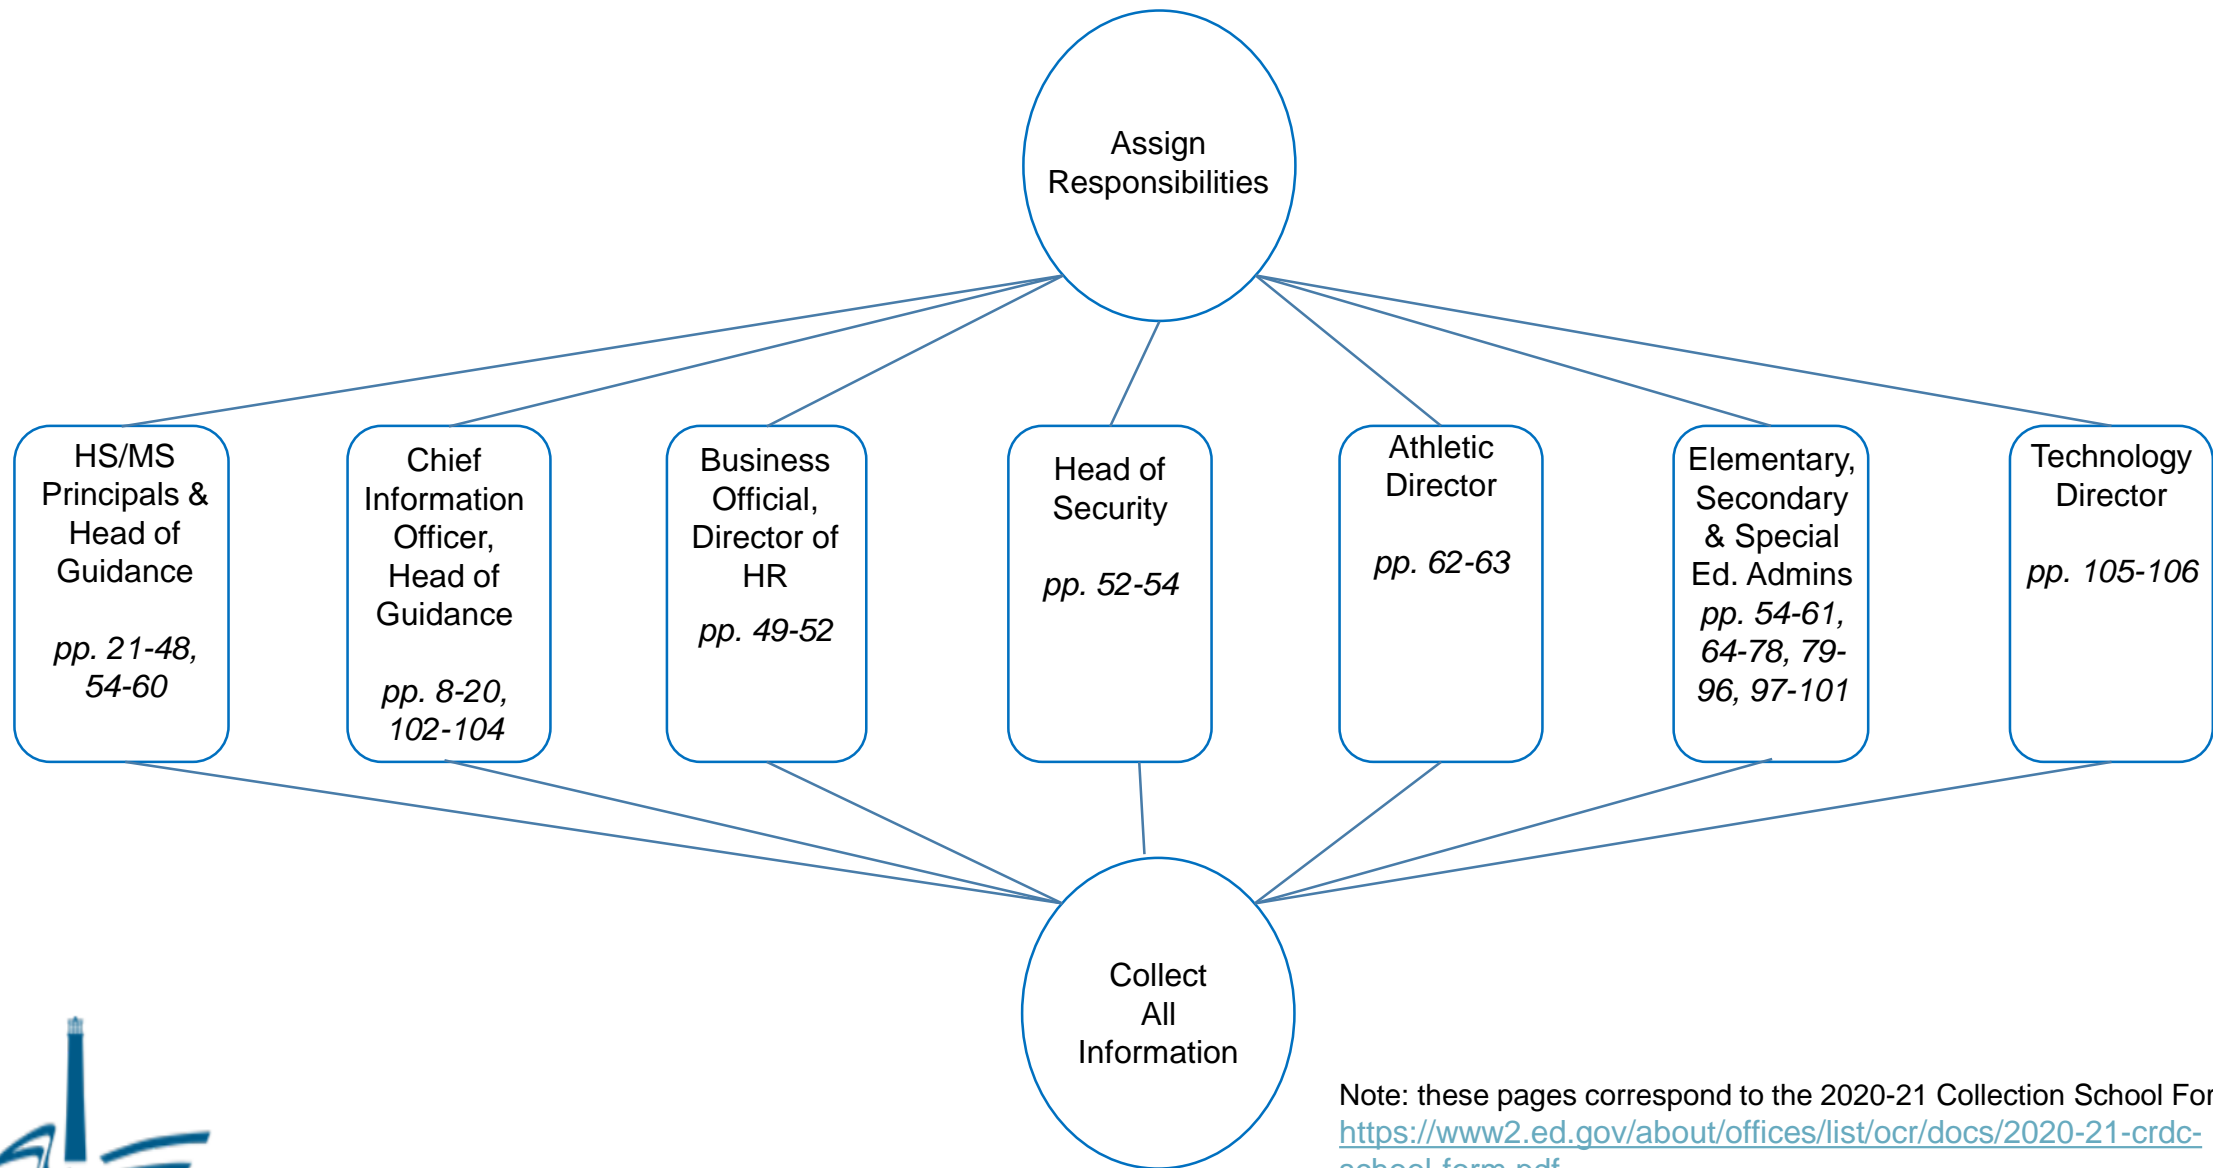 Assign
Responsibilities
HS/MS
Principals &
Head of
Guidance
pp. 21-48,
54-60
Chief
Information
Officer,
Head of
Guidance
pp. 8-20,
102-104
Business
Official,
Director of
HR
pp. 49-52
Head of
Security
pp. 52-54
Athletic
Director
pp. 62-63
Elementary,
Secondary
& Special
Ed. Admins
pp. 54-61,
64-78, 79-
96, 97-101
Technology
Director
pp. 105-106
Collect
All
Information
Note: these pages correspond to the 2020-21 Collection School For
https://www2.ed.gov/about/offices/list/ocr/docs/2020-21-crdc-
school-form.pdf